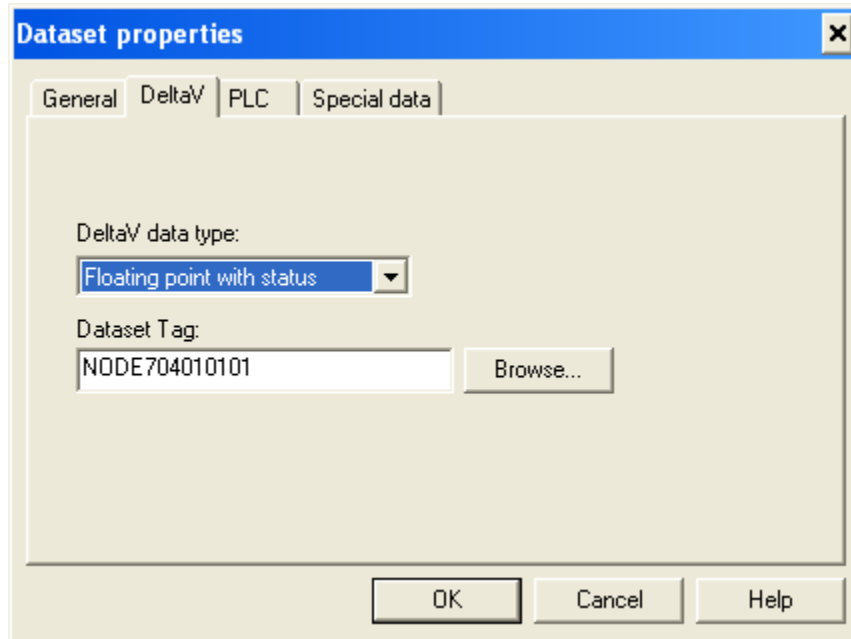 Dataset properties
General DeltaV PLC Special data
DeltaV data type:
Floating point with status
Dataset Tag:
NODE704010101 Browse...
OK Cancel Help